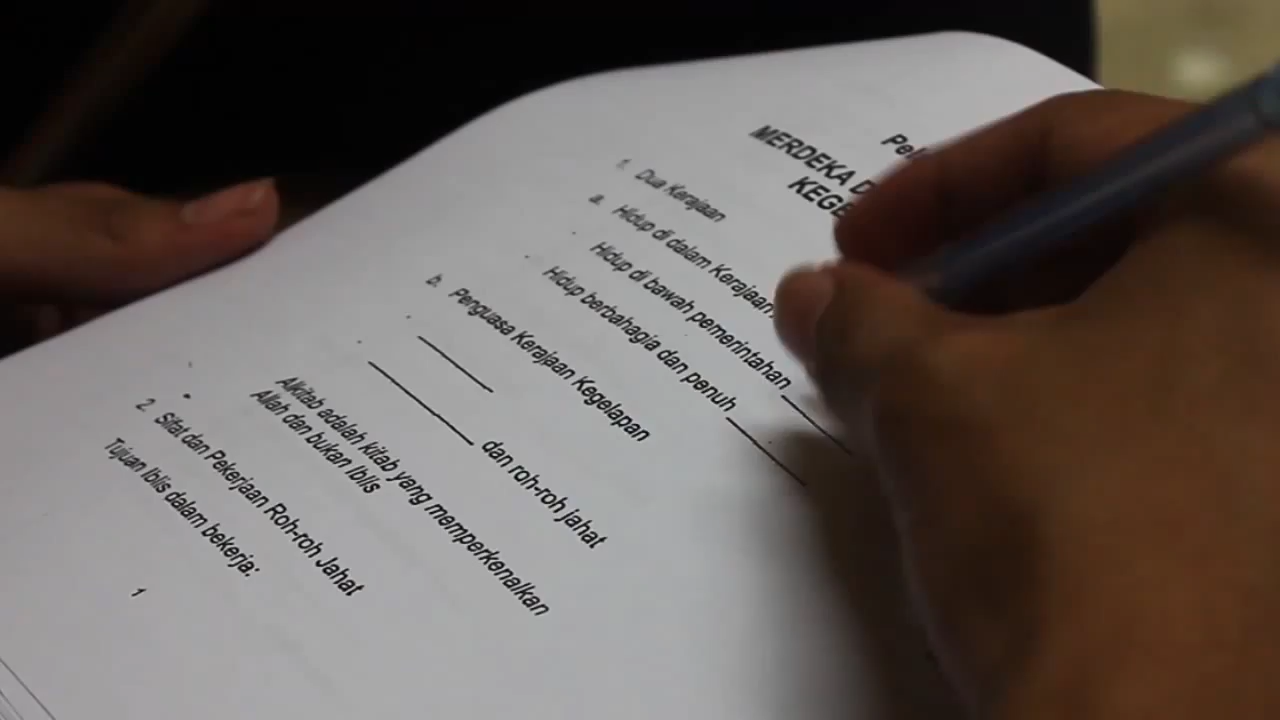 MERDEKA
1. Dua Kerajaan
a. Hidup di dalam Kerajaan
Hidup di bawah pemerintahan
Hidup berbahagia dan penuh
b. Penguasa Kerajaan Kegelapan
dan roh-roh jahat
Alkitab adalah kitab yang memperkenalkan
Allah dan bukan Iblis
2. Sifat dan Pekerjaan Roh-roh Jahat
Tujuan Iblis dalam bekerja:
1